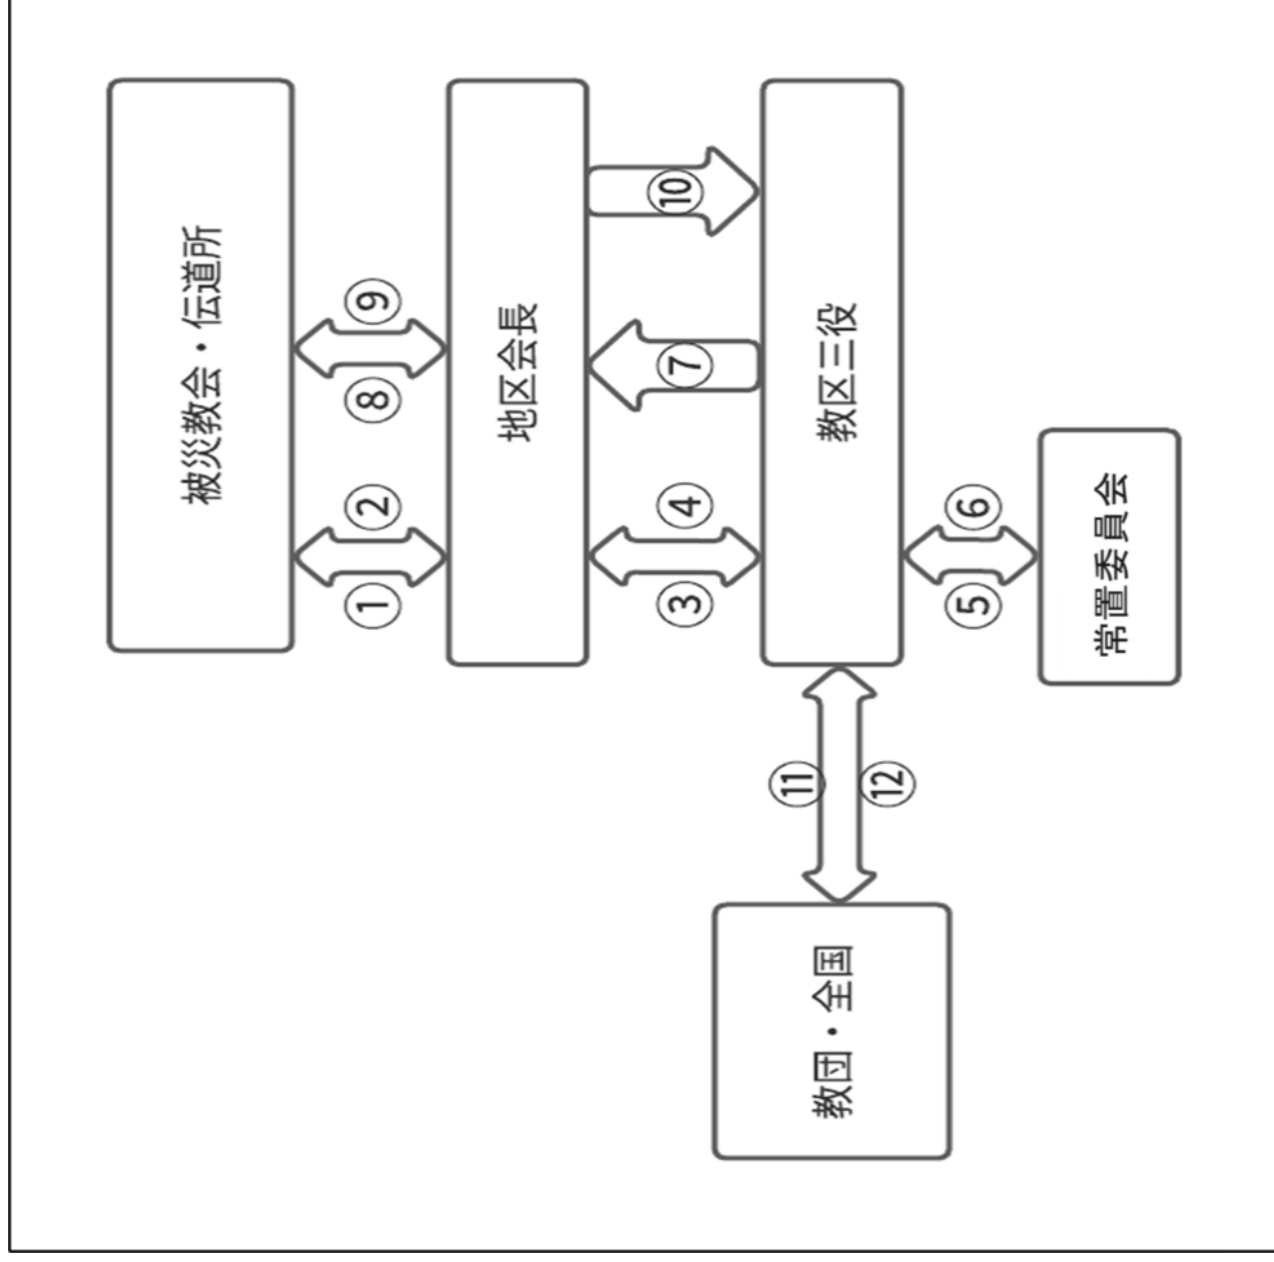 被災教会・伝道所
① ②
⑧ ⑨
地区会長
③ ④
⑦
⑩
教区三役
⑤ ⑥
常置委員会
⑪
⑫
教団・全国